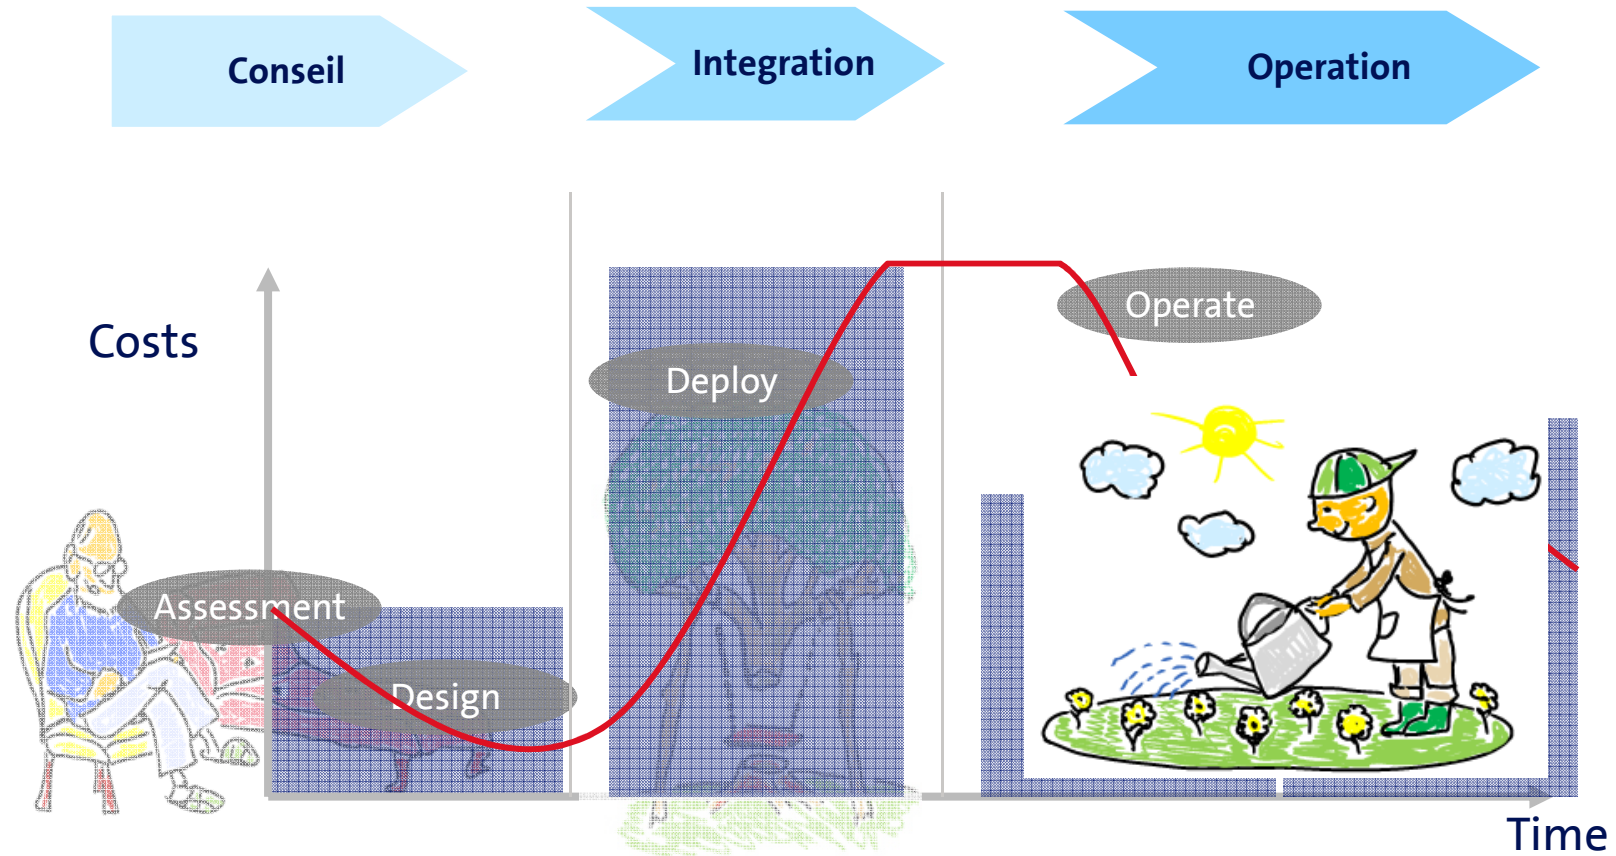 Conseil
Integration
Operation
Costs
Operate
Deploy
Assessment
Design
Time